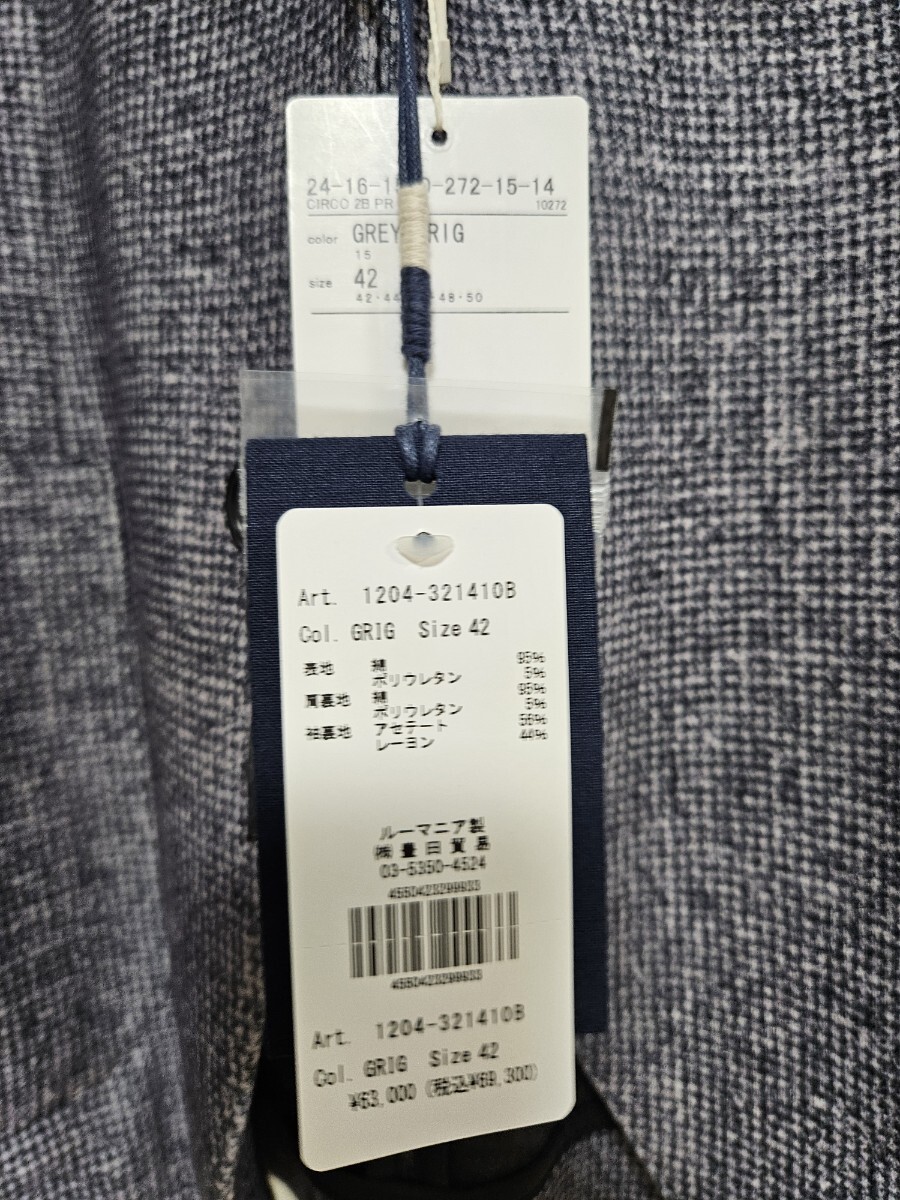 24-16-1 -272-15-14
CIRCO 2B PR 10272
color GREY RIG
15
size 42
42・44 ・48・50
Art. 1204-321410B
Col. GRIG Size 42
表地 綿 95%
ポリウレタン 5%
肩裏地 綿 95%
ポリウレタン 5%
袖裏地 アセテート 56%
レーヨン 44%
ルーマニア製
㈱豊田貿易
03-5350-4524
4550423299933
4550423299933
Art. 1204-321410B
Col. GRIG Size 42
¥63,000 (税込¥69,300)